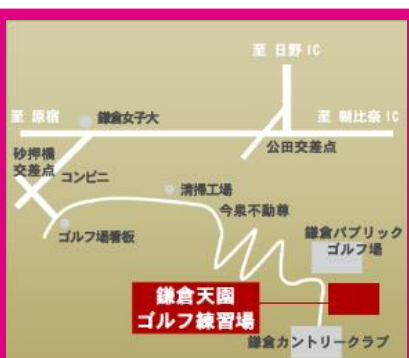 至 日野 IC
至 原宿
鎌倉女子大
至 朝比奈 IC
砂押橋
交差点
コンビニ
公田交差点
清掃工場
今泉不動尊
ゴルフ場看板
鎌倉パブリック
ゴルフ場
鎌倉天園
ゴルフ練習場
鎌倉カントリークラブ